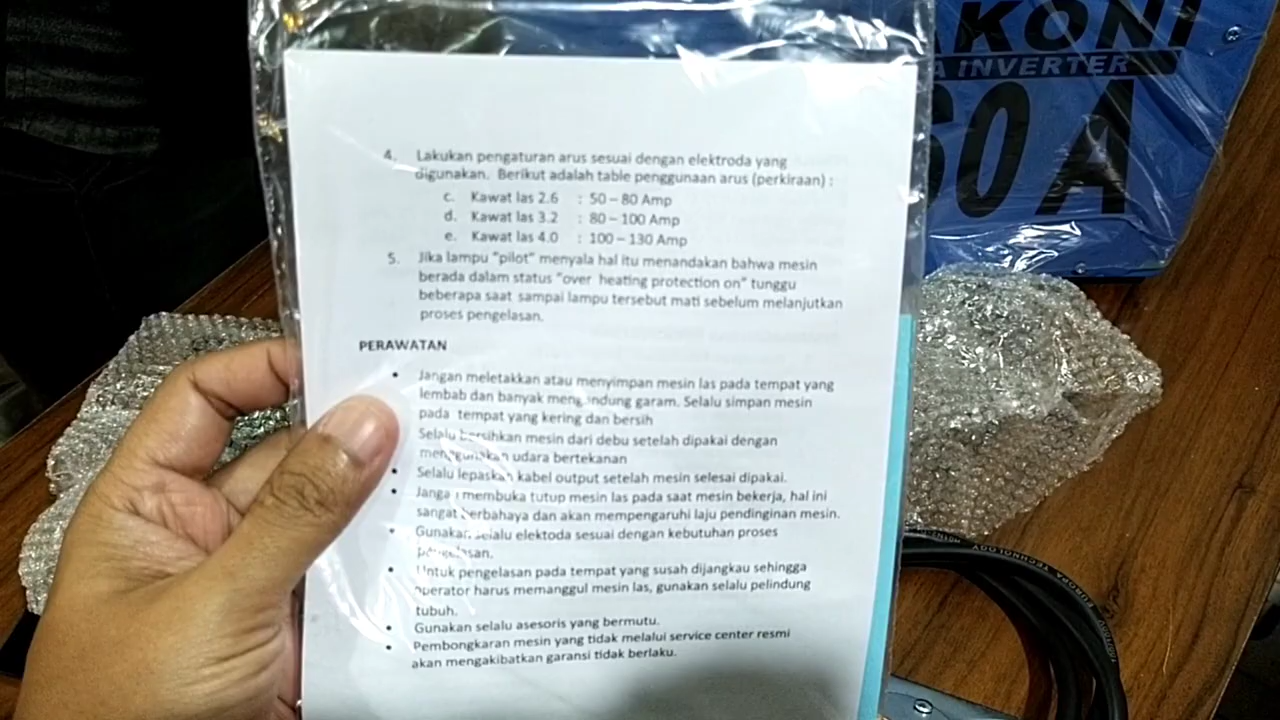 AKONI
A INVERTER
60 A
4. Lakukan pengaturan arus sesuai dengan elektroda yang
digunakan. Berikut adalah table penggunaan arus (perkiraan) :
c. Kawat las 2.6 : 50 – 80 Amp
d. Kawat las 3.2 : 80 – 100 Amp
e. Kawat las 4.0 : 100 – 130 Amp
5. Jika lampu "pilot" menyala hal itu menandakan bahwa mesin
berada dalam status "over heating protection on" tunggu
beberapa saat sampai lampu tersebut mati sebelum melanjutkan
proses pengelasan.
PERAWATAN
• Jangan meletakkan atau menyimpan mesin las pada tempat yang
lembab dan banyak mengandung garam. Selalu simpan mesin
pada tempat yang kering dan bersih
Selalu bersihkan mesin dari debu setelah dipakai dengan
menggunakan udara bertekanan
• Selalu lepaskan kabel output setelah mesin selesai dipakai.
• Jangan membuka tutup mesin las pada saat mesin bekerja, hal ini
sangat berbahaya dan akan mempengaruhi laju pendinginan mesin.
• Gunakan selalu elektoda sesuai dengan kebutuhan proses
pengelasan.
• Untuk pengelasan pada tempat yang susah dijangkau sehingga
operator harus memanggul mesin las, gunakan selalu pelindung
tubuh.
• Gunakan selalu asesoris yang bermutu.
• Pembongkaran mesin yang tidak melalui service center resmi
akan mengakibatkan garansi tidak berlaku.
EUROPA TECHNOLOGY